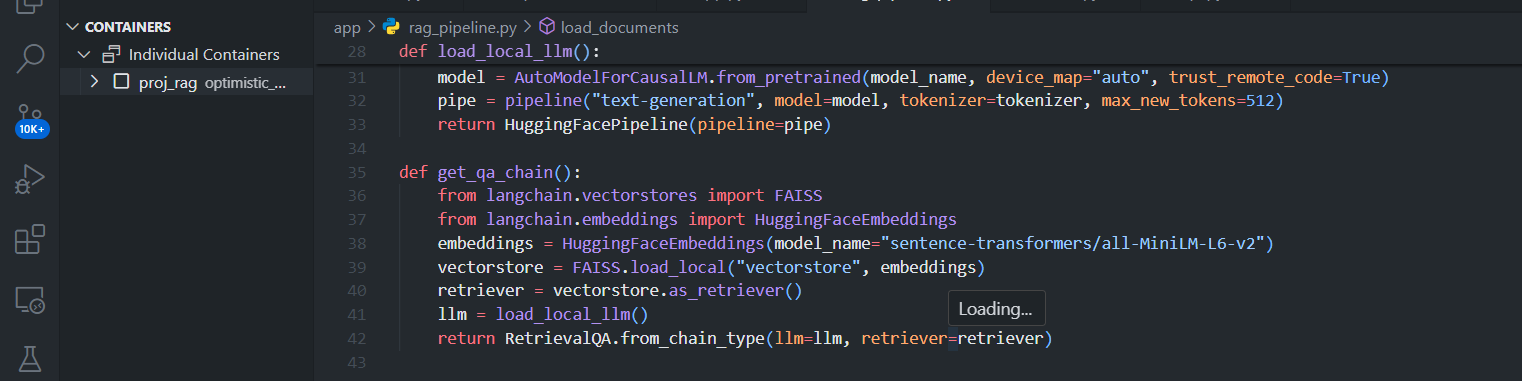 CONTAINERS
Individual Containers
proj_rag optimistic_...
10K+
app > rag_pipeline.py > load_documents
28 def load_local_llm():
31 model = AutoModelForCausalLM.from_pretrained(model_name, device_map="auto", trust_remote_code=True)
32 pipe = pipeline("text-generation", model=model, tokenizer=tokenizer, max_new_tokens=512)
33 return HuggingFacePipeline(pipeline=pipe)
34
35 def get_qa_chain():
36 from langchain.vectorstores import FAISS
37 from langchain.embeddings import HuggingFaceEmbeddings
38 embeddings = HuggingFaceEmbeddings(model_name="sentence-transformers/all-MiniLM-L6-v2")
39 vectorstore = FAISS.load_local("vectorstore", embeddings)
40 retriever = vectorstore.as_retriever()
Loading...
41 llm = load_local_llm()
42 return RetrievalQA.from_chain_type(llm=llm, retriever=retriever)
43